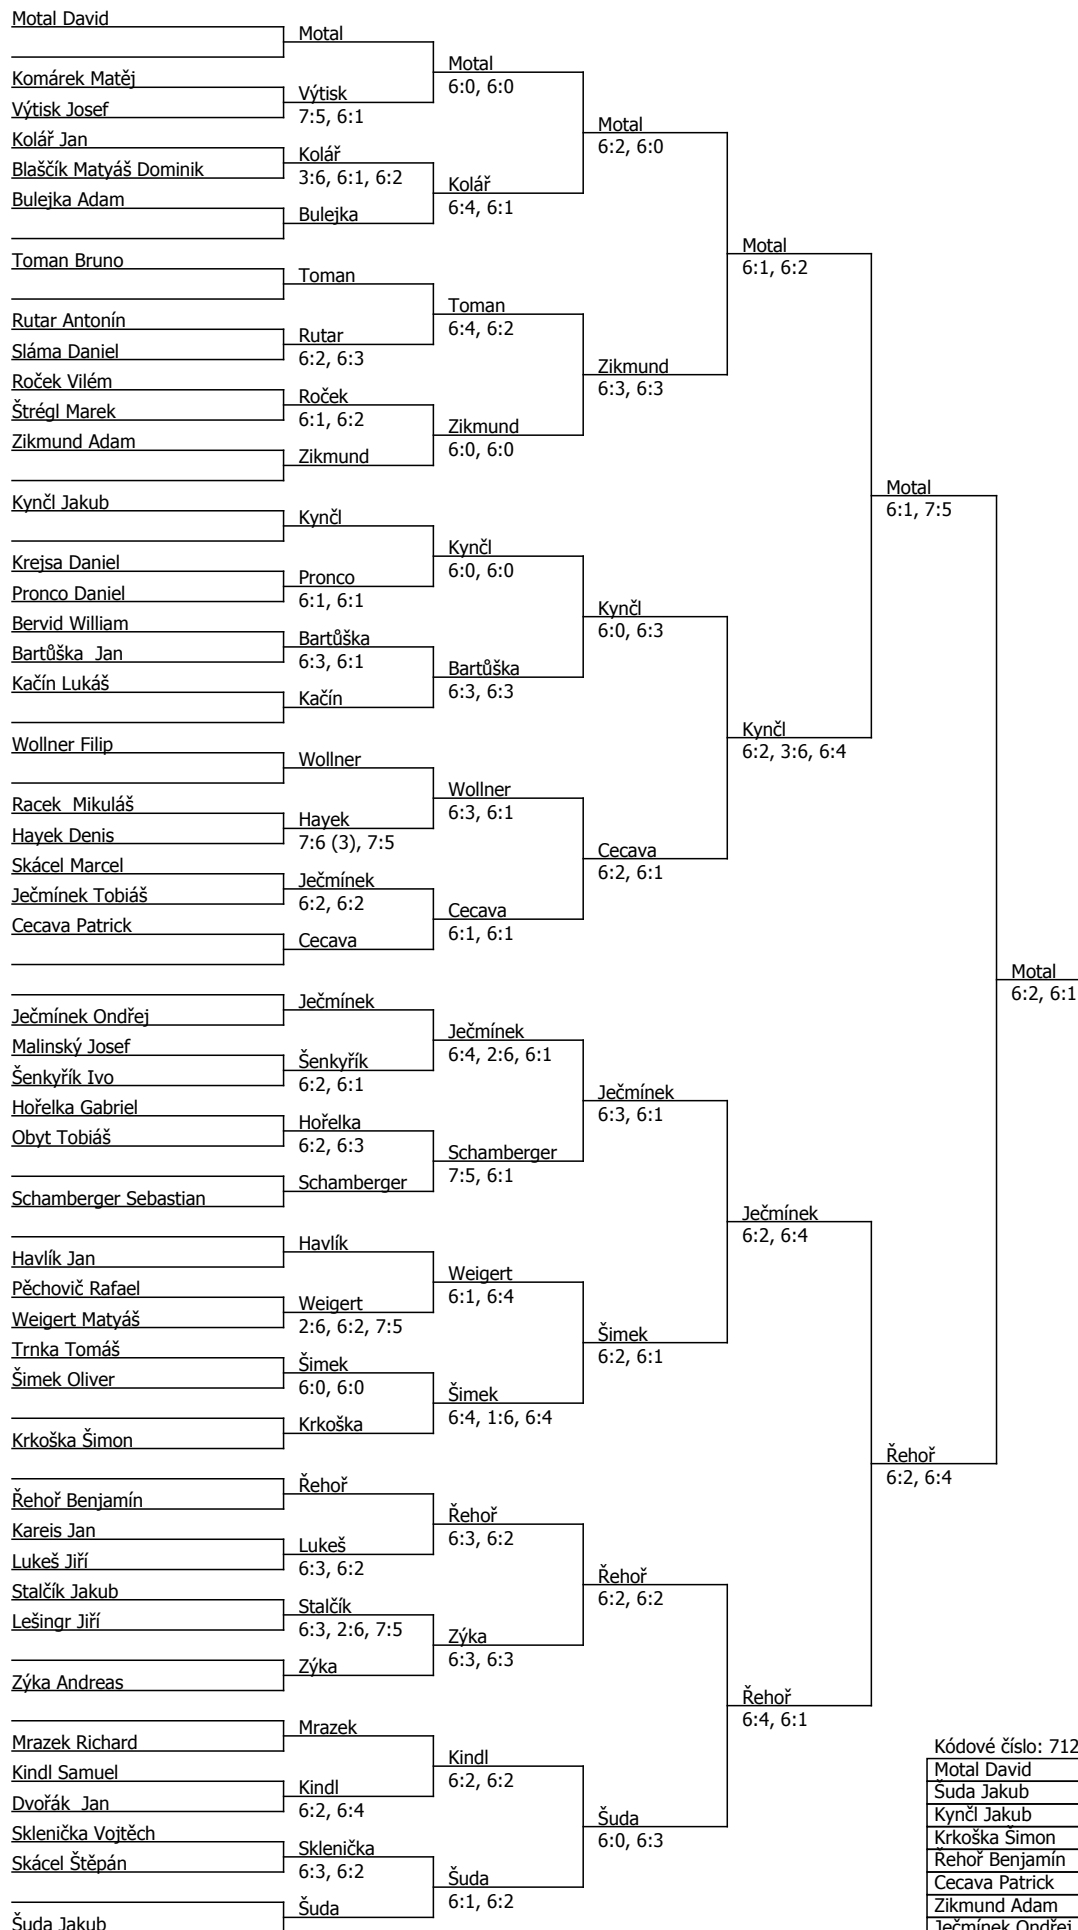 Motal David
Komárek Matěj
Výtisk Josef
Kolář Jan
Blaščík Matyáš Dominik
Bulejka Adam
Toman Bruno
Rutar Antonín
Sláma Daniel
Roček Vilém
Štrégl Marek
Zikmund Adam
Kynčl Jakub
Krejsa Daniel
Pronco Daniel
Bervid William
Bartůška  Jan
Kačín Lukáš
Wollner Filip
Racek  Mikuláš
Hayek Denis
Skácel Marcel
Ječmínek Tobiáš
Cecava Patrick
Ječmínek Ondřej
Malinský Josef
Šenkyřík Ivo
Hořelka Gabriel
Obyt Tobiáš
Schamberger Sebastian
Havlík Jan
Pěchovič Rafael
Weigert Matyáš
Trnka Tomáš
Šimek Oliver
Krkoška Šimon
Řehoř Benjamín
Kareis Jan
Lukeš Jiří
Stalčík Jakub
Lešingr Jiří
Zýka Andreas
Mrazek Richard
Kindl Samuel
Dvořák  Jan
Sklenička Vojtěch
Skácel Štěpán
Šuda Jakub
Motal
Výtisk
7:5, 6:1
Kolář
3:6, 6:1, 6:2
Bulejka
Toman
Rutar
6:2, 6:3
Roček
6:1, 6:2
Zikmund
Kynčl
Pronco
6:1, 6:1
Bartůška
6:3, 6:1
Kačín
Wollner
Hayek
7:6 (3), 7:5
Ječmínek
6:2, 6:2
Cecava
Ječmínek
Šenkyřík
6:2, 6:1
Hořelka
6:2, 6:3
Schamberger
Havlík
Weigert
2:6, 6:2, 7:5
Šimek
6:0, 6:0
Krkoška
Řehoř
Lukeš
6:3, 6:2
Stalčík
6:3, 2:6, 7:5
Zýka
Mrazek
Kindl
6:2, 6:4
Sklenička
6:3, 6:2
Šuda
Motal
6:0, 6:0
Kolář
6:4, 6:1
Toman
6:4, 6:2
Zikmund
6:0, 6:0
Kynčl
6:0, 6:0
Bartůška
6:3, 6:3
Wollner
6:3, 6:1
Cecava
6:1, 6:1
Ječmínek
6:4, 2:6, 6:1
Schamberger
7:5, 6:1
Weigert
6:1, 6:4
Šimek
6:4, 1:6, 6:4
Řehoř
6:3, 6:2
Zýka
6:3, 6:3
Kindl
6:2, 6:2
Šuda
6:1, 6:2
Motal
6:2, 6:0
Zikmund
6:3, 6:3
Kynčl
6:0, 6:3
Cecava
6:2, 6:1
Ječmínek
6:3, 6:1
Šimek
6:2, 6:1
Řehoř
6:2, 6:2
Šuda
6:0, 6:3
Motal
6:1, 6:2
Kynčl
6:2, 3:6, 6:4
Ječmínek
6:2, 6:4
Řehoř
6:4, 6:1
Motal
6:1, 7:5
Řehoř
6:2, 6:4
Motal
6:2, 6:1
Kódové číslo: 712
Motal David
Šuda Jakub
Kynčl Jakub
Krkoška Šimon
Řehoř Benjamín
Cecava Patrick
Zikmund Adam
Ječmínek Ondřej